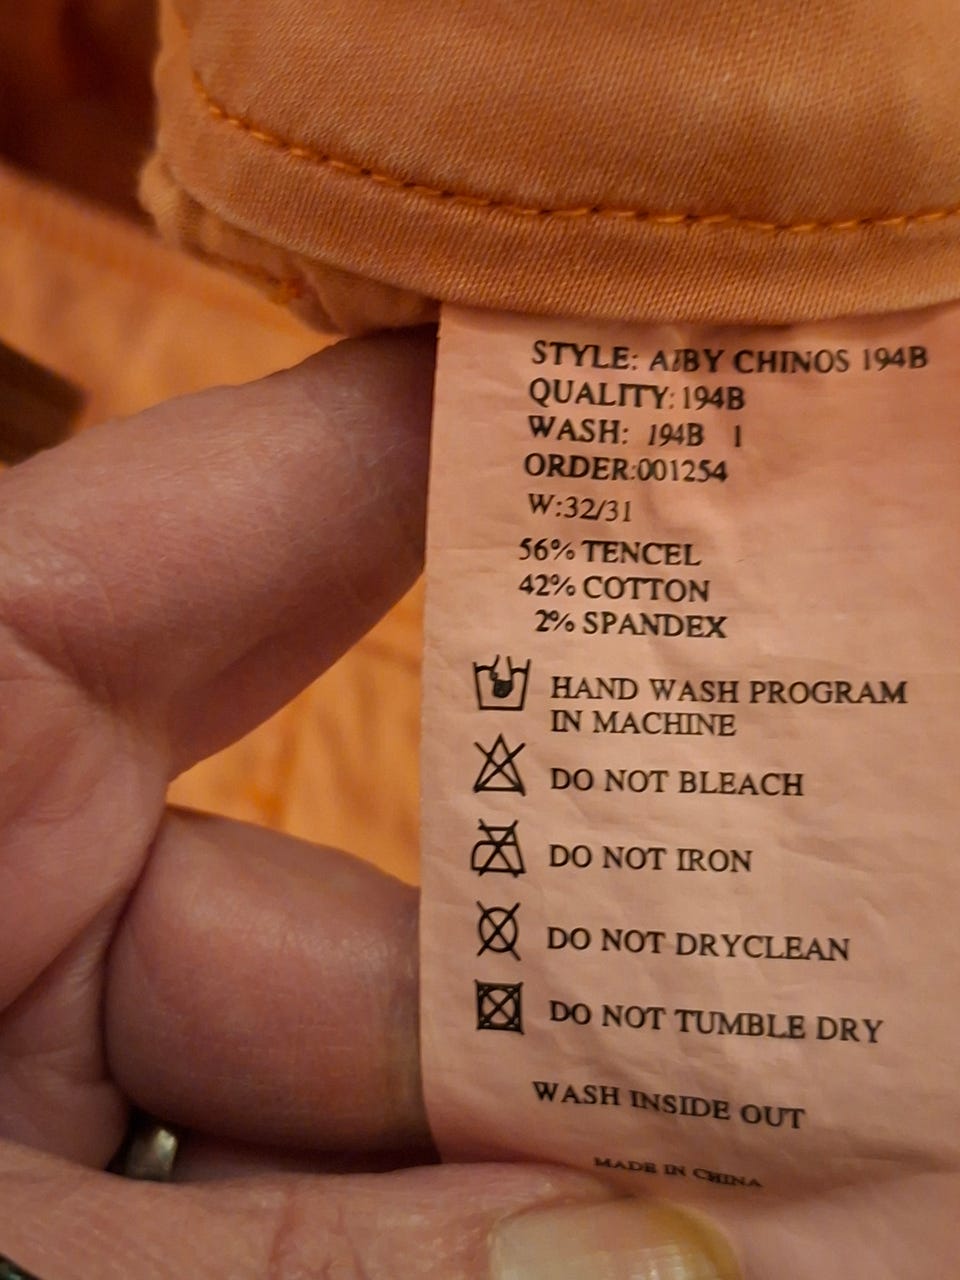 STYLE: CHINOS 194B
QUALITY: 194B
WASH: 194B 1
ORDER:001254
W:32/31
56% TENCEL
42% COTTON
2% SPANDEX
HAND WASH PROGRAM
IN MACHINE
DO NOT BLEACH
DO NOT IRON
DO NOT DRYCLEAN
DO NOT TUMBLE DRY
WASH INSIDE OUT
MADE IN CHINA